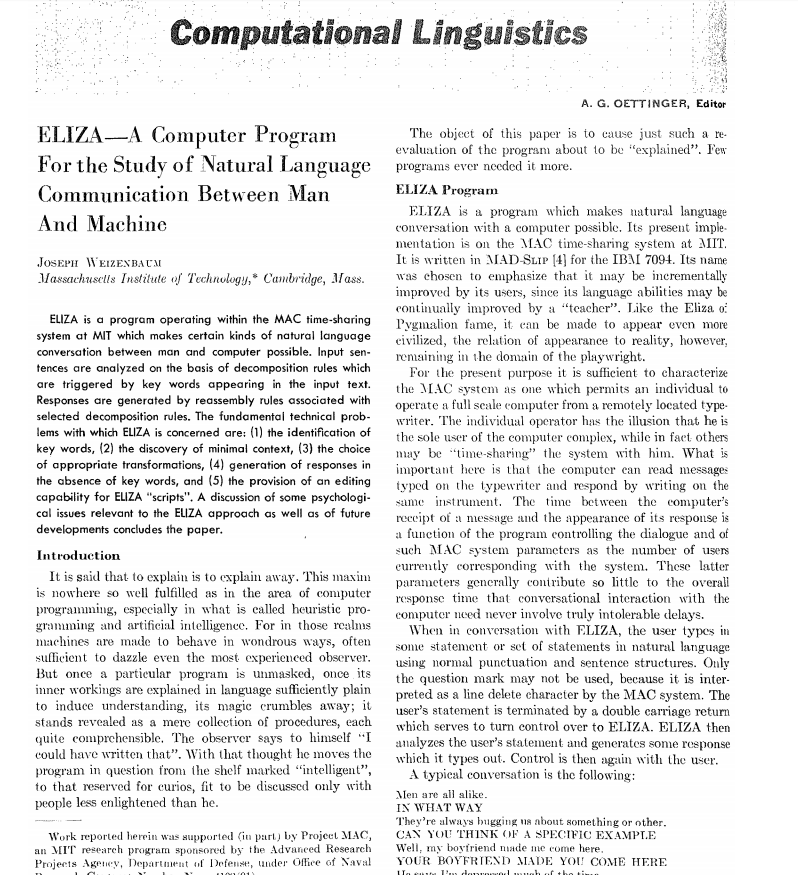 Computational Linguistics
A. G. OETTINGER, Editor
ELIZA—A Computer Program
For the Study of Natural Language
Communication Between Man
And Machine
JOSEPH WEIZENBAUM
Massachusetts Institute of Technology,* Cambridge, Mass.
ELIZA is a program operating within the MAC time-sharing
system at MIT which makes certain kinds of natural language
conversation between man and computer possible. Input sen-
tences are analyzed on the basis of decomposition rules which
are triggered by key words appearing in the input text.
Responses are generated by reassembly rules associated with
selected decomposition rules. The fundamental technical prob-
lems with which ELIZA is concerned are: (1) the identification of
key words, (2) the discovery of minimal context, (3) the choice
of appropriate transformations, (4) generation of responses in
the absence of key words, and (5) the provision of an editing
capability for ELIZA "scripts". A discussion of some psychologi-
cal issues relevant to the ELIZA approach as well as of future
developments concludes the paper.
Introduction
It is said that to explain is to explain away. This maxim
is nowhere so well fulfilled as in the area of computer
programming, especially in what is called heuristic pro-
gramming and artificial intelligence. For in those realms
machines are made to behave in wondrous ways, often
sufficient to dazzle even the most experienced observer.
But once a particular program is unmasked, once its
inner workings are explained in language sufficiently plain
to induce understanding, its magic crumbles away; it
stands revealed as a mere collection of procedures, each
quite comprehensible. The observer says to himself "I
could have written that". With that thought he moves the
program in question from the shelf marked "intelligent",
to that reserved for curios, fit to be discussed only with
people less enlightened than he.
Work reported herein was supported (in part) by Project MAC,
an MIT research program sponsored by the Advanced Research
Projects Agency, Department of Defense, under Office of Naval
The object of this paper is to cause just such a re-
evaluation of the program about to be "explained". Few
programs ever needed it more.
ELIZA Program
ELIZA is a program which makes natural language
conversation with a computer possible. Its present imple-
mentation is on the MAC time-sharing system at MIT.
It is written in MAD-SLIP [4] for the IBM 7094. Its name
was chosen to emphasize that it may be incrementally
improved by its users, since its language abilities may be
continually improved by a "teacher". Like the Eliza of
Pygmalion fame, it can be made to appear even more
civilized, the relation of appearance to reality, however,
remaining in the domain of the playwright.
For the present purpose it is sufficient to characterize
the MAC system as one which permits an individual to
operate a full scale computer from a remotely located type-
writer. The individual operator has the illusion that he is
the sole user of the computer complex, while in fact others
may be "time-sharing" the system with him. What is
important here is that the computer can read messages
typed on the typewriter and respond by writing on the
same instrument. The time between the computer's
receipt of a message and the appearance of its response is
a function of the program controlling the dialogue and of
such MAC system parameters as the number of users
currently corresponding with the system. These latter
parameters generally contribute so little to the overall
response time that conversational interaction with the
computer need never involve truly intolerable delays.
When in conversation with ELIZA, the user types in
some statement or set of statements in natural language
using normal punctuation and sentence structures. Only
the question mark may not be used, because it is inter-
preted as a line delete character by the MAC system. The
user's statement is terminated by a double carriage return
which serves to turn control over to ELIZA. ELIZA then
analyzes the user's statement and generates some response
which it types out. Control is then again with the user.
A typical conversation is the following:
Men are all alike.
IN WHAT WAY
They're always bugging us about something or other.
CAN YOU THINK OF A SPECIFIC EXAMPLE
Well, my boyfriend made me come here.
YOUR BOYFRIEND MADE YOU COME HERE
He says I'm depressed much of the time.